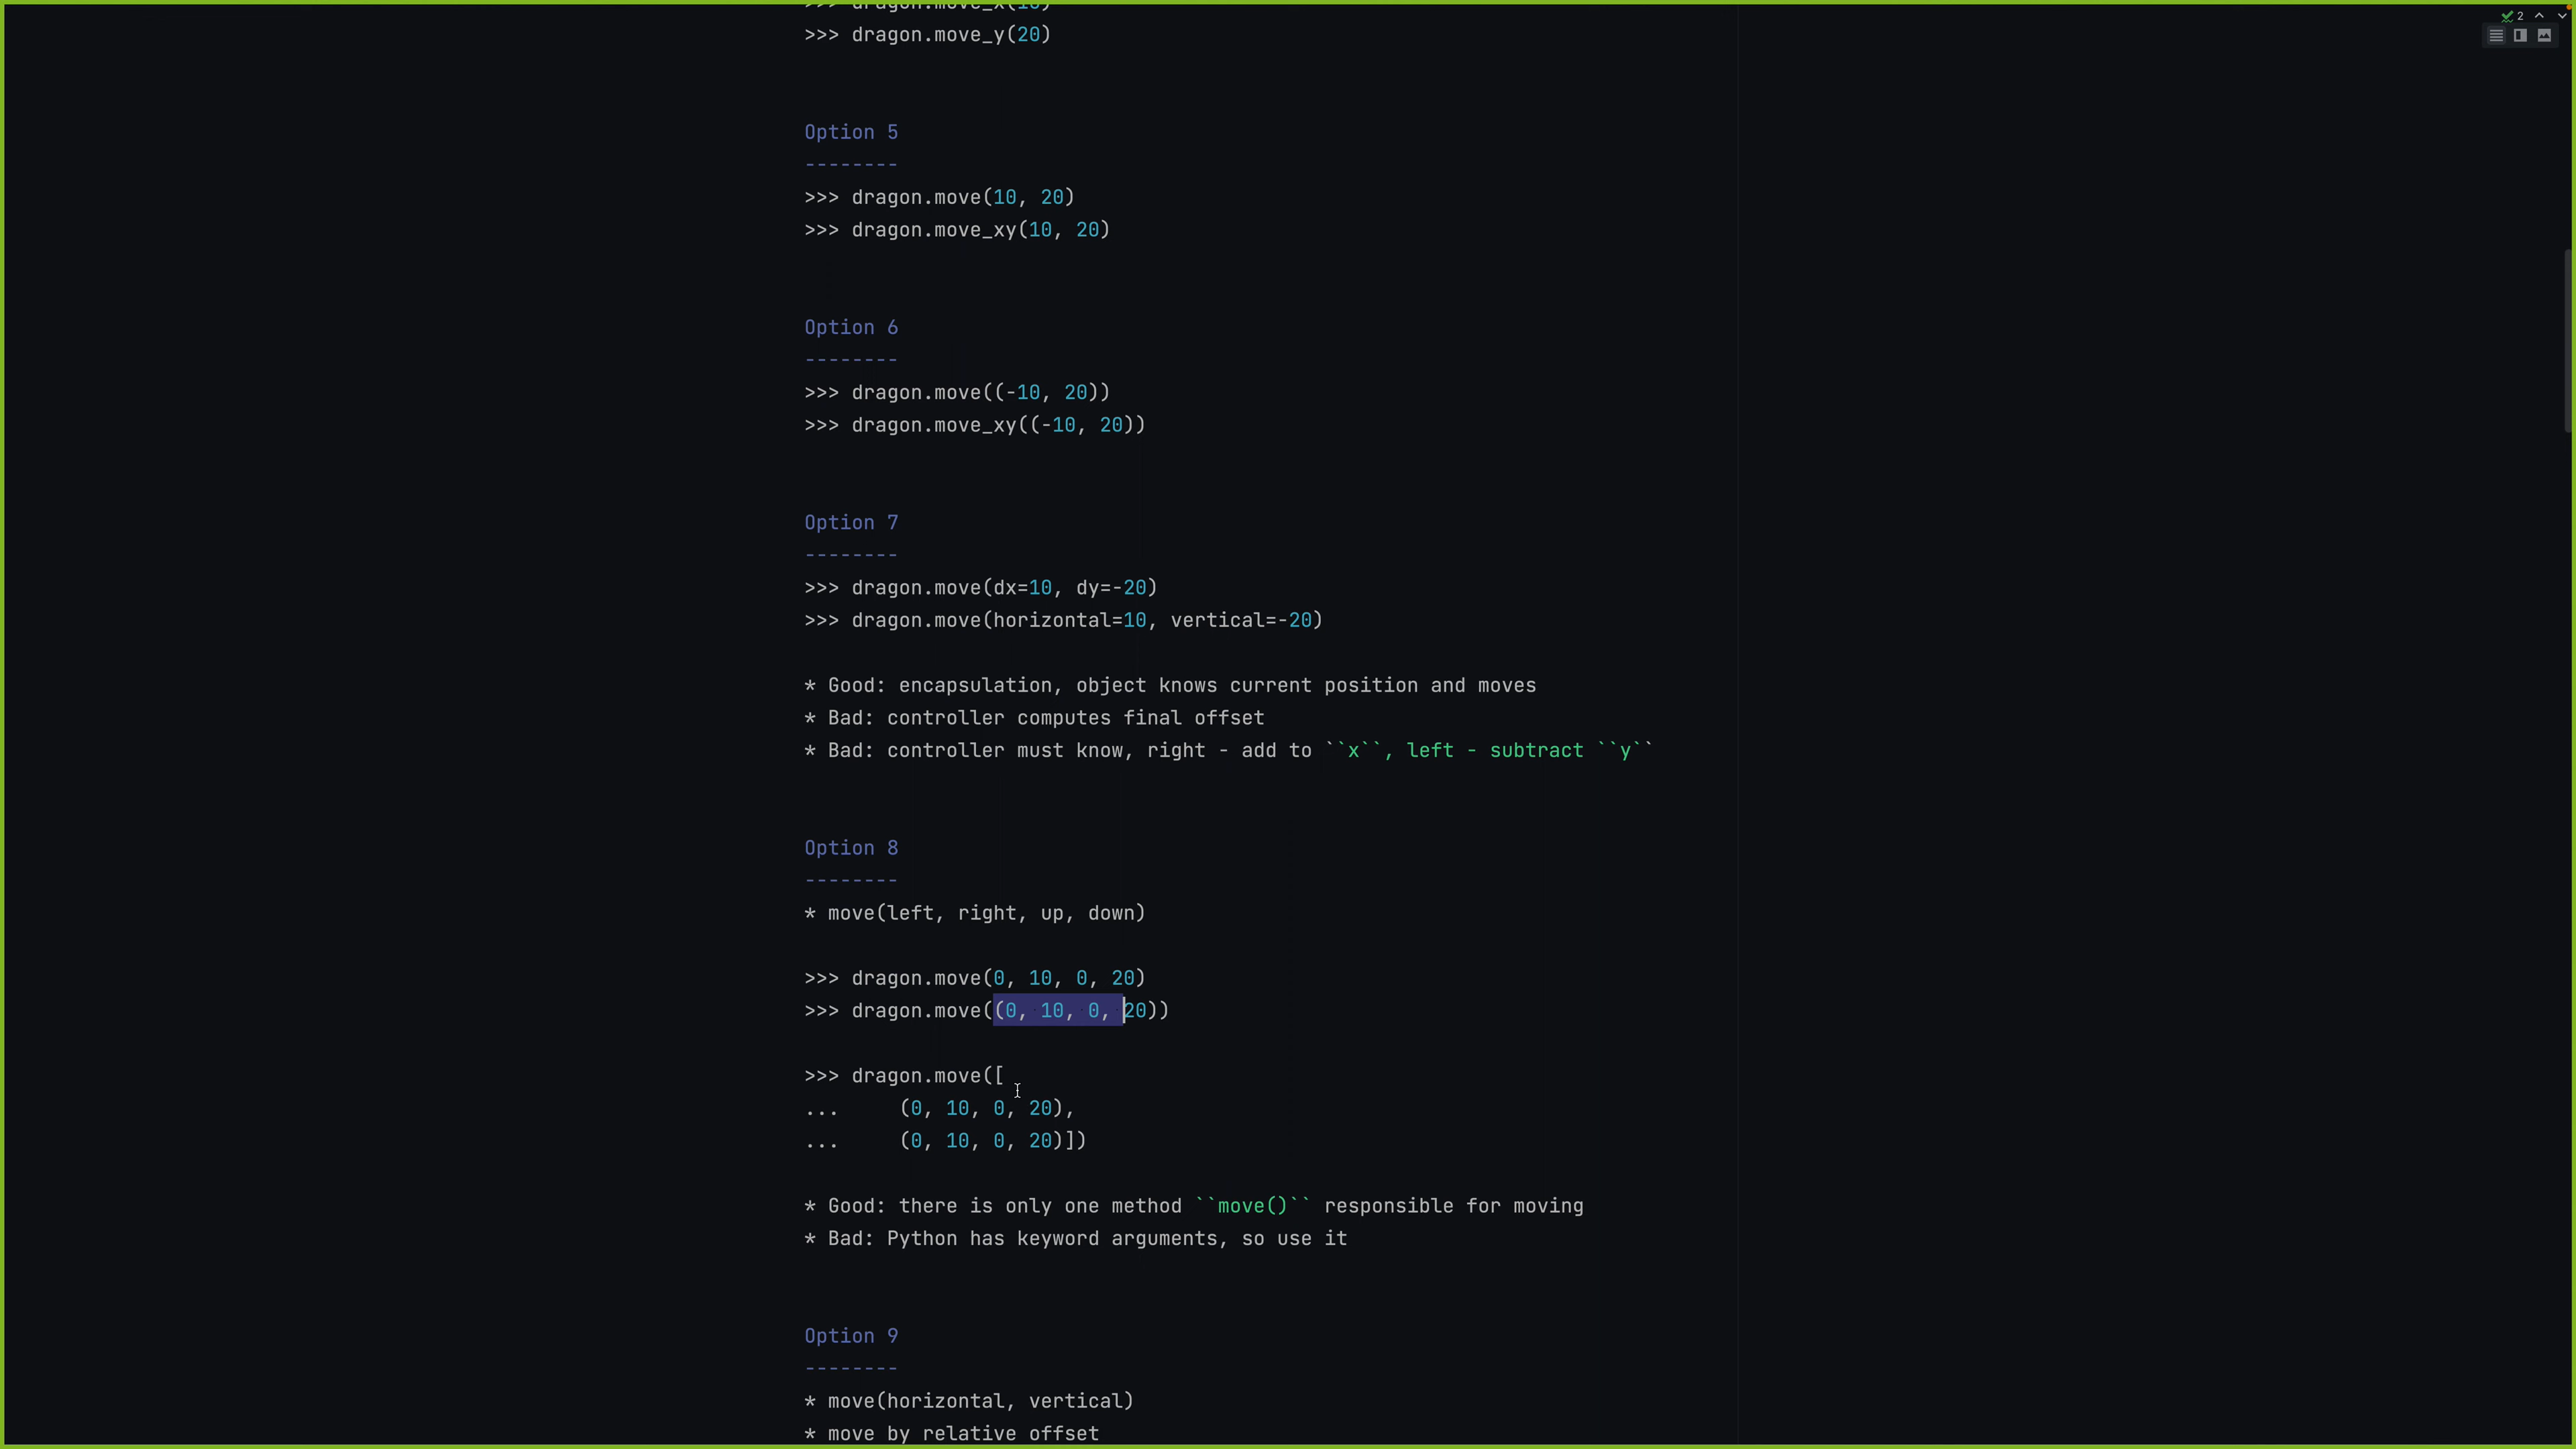 >>> dragon.move_x(10)
>>> dragon.move_y(20)
2
Option 5
--------
>>> dragon.move(10, 20)
>>> dragon.move_xy(10, 20)
Option 6
--------
>>> dragon.move((-10, 20))
>>> dragon.move_xy((-10, 20))
Option 7
--------
>>> dragon.move(dx=10, dy=-20)
>>> dragon.move(horizontal=10, vertical=-20)
* Good: encapsulation, object knows current position and moves
* Bad: controller computes final offset
* Bad: controller must know, right - add to ``x``, left - subtract ``y``
Option 8
--------
* move(left, right, up, down)
>>> dragon.move(0, 10, 0, 20)
>>> dragon.move((0, 10, 0, 20))
>>> dragon.move([
...     (0, 10, 0, 20),
...     (0, 10, 0, 20)])
* Good: there is only one method ``move()`` responsible for moving
* Bad: Python has keyword arguments, so use it
Option 9
--------
* move(horizontal, vertical)
* move by relative offset